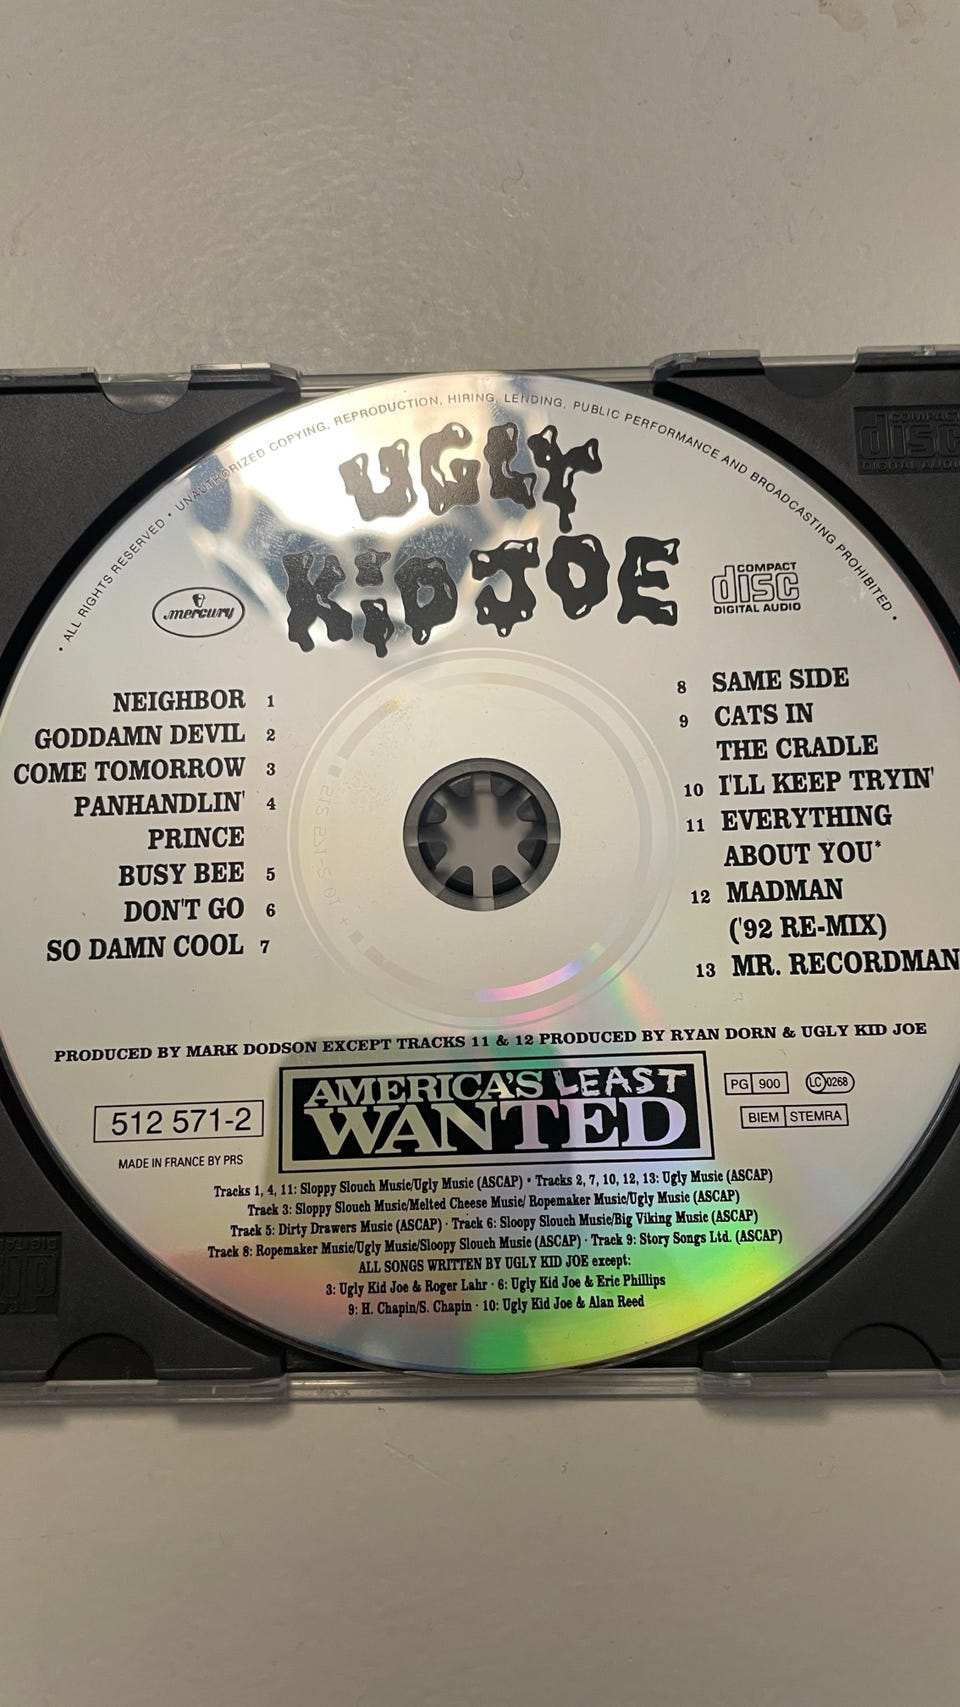 • ALL RIGHTS RESERVED • UNAUTHORIZED COPYING, REPRODUCTION, HIRING, LENDING, PUBLIC PERFORMANCE AND BROADCASTING PROHIBITED •
UGLY
KiD JOE
mercury
COMPACT
disc
DIGITAL AUDIO
NEIGHBOR 1
GODDAMN DEVIL 2
COME TOMORROW 3
PANHANDLIN' 4
PRINCE
BUSY BEE 5
DON'T GO 6
SO DAMN COOL 7
8 SAME SIDE
9 CATS IN
THE CRADLE
10 I'LL KEEP TRYIN'
11 EVERYTHING
ABOUT YOU*
12 MADMAN
('92 RE-MIX)
13 MR. RECORDMAN
PRODUCED BY MARK DODSON EXCEPT TRACKS 11 & 12 PRODUCED BY RYAN DORN & UGLY KID JOE
AMERICA'S LEAST
WANTED
512 571-2
MADE IN FRANCE BY PRS
PG 900
LC 0268
BIEM STEMRA
Tracks 1, 4, 11: Sloppy Slouch Music/Ugly Music (ASCAP) • Tracks 2, 7, 10, 12, 13: Ugly Music (ASCAP)
Track 3: Sloppy Slouch Music/Melted Cheese Music/ Ropemaker Music/Ugly Music (ASCAP)
Track 5: Dirty Drawers Music (ASCAP) · Track 6: Sloopy Slouch Music/Big Viking Music (ASCAP)
Track 8: Ropemaker Music/Ugly Music/Sloopy Slouch Music (ASCAP) · Track 9: Story Songs Ltd. (ASCAP)
ALL SONGS WRITTEN BY UGLY KID JOE except:
3: Ugly Kid Joe & Roger Lahr · 6: Ugly Kid Joe & Eric Phillips
9: H. Chapin/S. Chapin · 10: Ugly Kid Joe & Alan Reed
COMPACT
disc
DIGITAL AUDIO